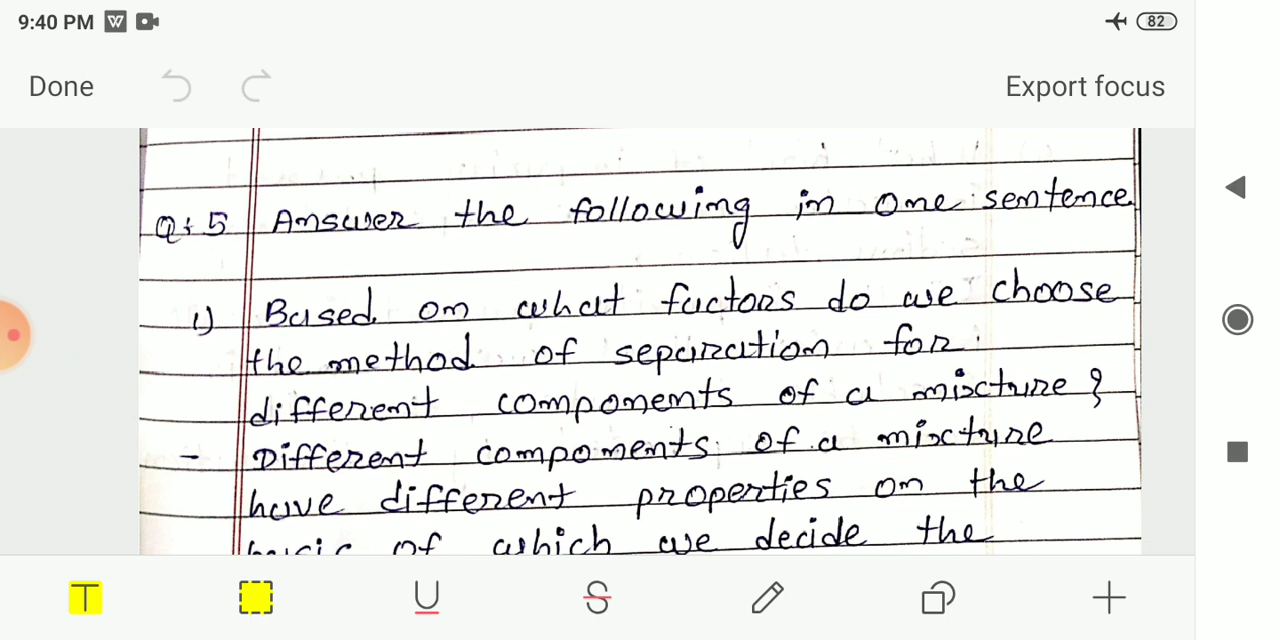 9:40 PM W 82
Done Export focus
Q: 5 Answer the following in one sentence.
1) Based on what factors do we choose
the method of separation for
different components of a mixture?
- Different components of a mixture
have different properties on the
basis of which we decide the
T U S